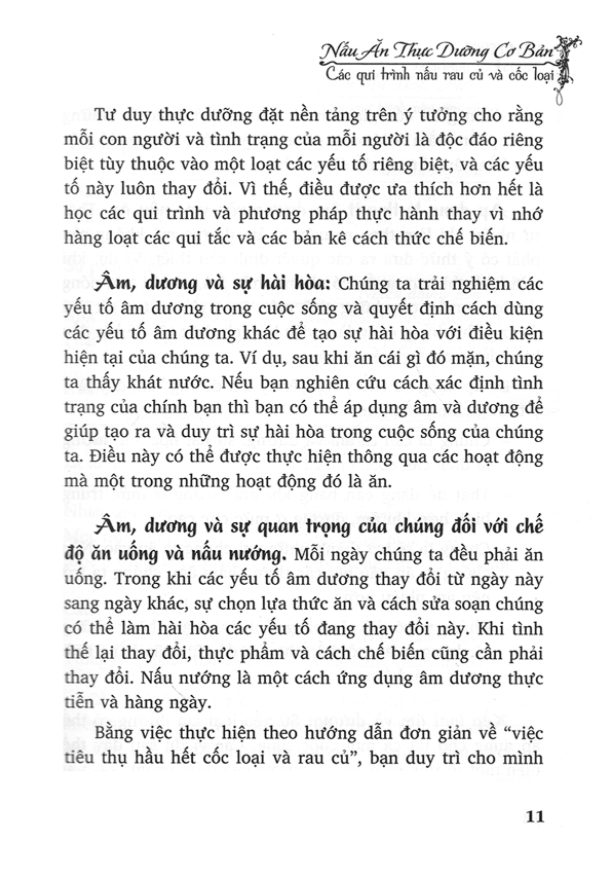 Nấu Ăn Thực Dưỡng Cơ Bản
Các qui trình nấu rau củ và cốc loại
Tư duy thực dưỡng đặt nền tảng trên ý tưởng cho rằng
mỗi con người và tình trạng của mỗi người là độc đáo riêng
biệt tùy thuộc vào một loạt các yếu tố riêng biệt, và các yếu
tố này luôn thay đổi. Vì thế, điều được ưa thích hơn hết là
học các qui trình và phương pháp thực hành thay vì nhớ
hàng loạt các qui tắc và các bản kê cách thức chế biến.
Âm, dương và sự hài hòa: Chúng ta trải nghiệm các
yếu tố âm dương trong cuộc sống và quyết định cách dùng
các yếu tố âm dương khác để tạo sự hài hòa với điều kiện
hiện tại của chúng ta. Ví dụ, sau khi ăn cái gì đó mặn, chúng
ta thấy khát nước. Nếu bạn nghiên cứu cách xác định tình
trạng của chính bạn thì bạn có thể áp dụng âm và dương để
giúp tạo ra và duy trì sự hài hòa trong cuộc sống của chúng
ta. Điều này có thể được thực hiện thông qua các hoạt động
mà một trong những hoạt động đó là ăn.
Âm, dương và sự quan trọng của chúng đối với chế
độ ăn uống và nấu nướng. Mỗi ngày chúng ta đều phải ăn
uống. Trong khi các yếu tố âm dương thay đổi từ ngày này
sang ngày khác, sự chọn lựa thức ăn và cách sửa soạn chúng
có thể làm hài hòa các yếu tố đang thay đổi này. Khi tình
thế lại thay đổi, thực phẩm và cách chế biến cũng cần phải
thay đổi. Nấu nướng là một cách ứng dụng âm dương thực
tiễn và hàng ngày.
Bằng việc thực hiện theo hướng dẫn đơn giản về “việc
tiêu thụ hầu hết cốc loại và rau củ”, bạn duy trì cho mình
11